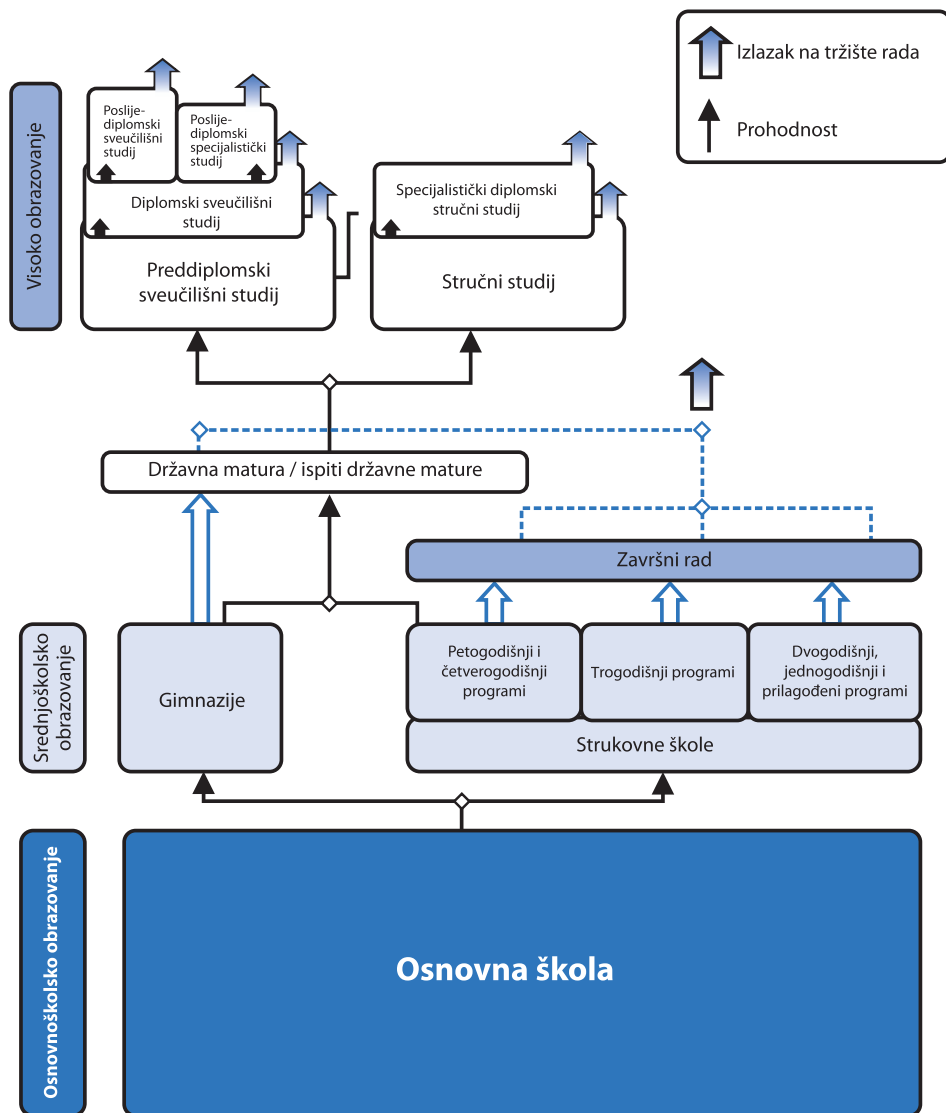 Izlazak na tržište rada
Prohodnost
Visoko obrazovanje
Poslije-
diplomski
sveučilišni
studij
Poslije-
diplomski
specijalistički
studij
Diplomski sveučilišni
studij
Preddiplomski
sveučilišni studij
Specijalistički diplomski
stručni studij
Stručni studij
Državna matura / ispiti državne mature
Završni rad
Srednjoškolsko
obrazovanje
Gimnazije
Petogodišnji i
četverogodišnji
programi
Trogodišnji programi
Dvogodišnji,
jednogodišnji i
prilagođeni programi
Strukovne škole
Osnovnoškolsko obrazovanje
Osnovna škola